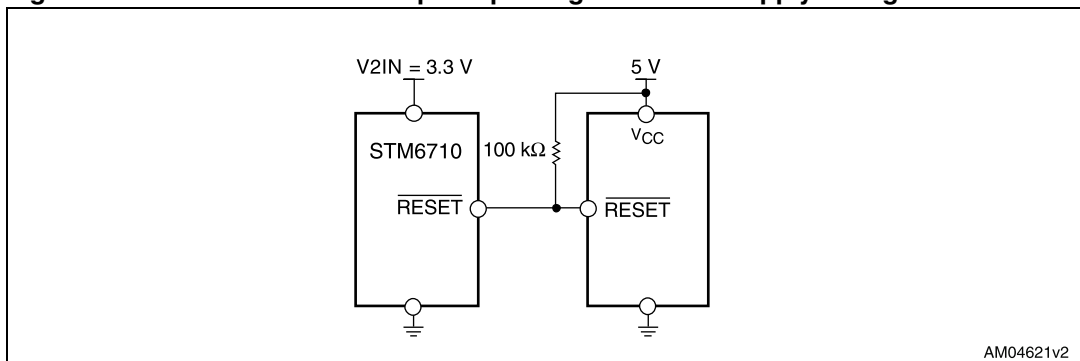 V2IN = 3.3 V
5 V
VCC
STM6710
100 kΩ
RESET
RESET
AM04621v2